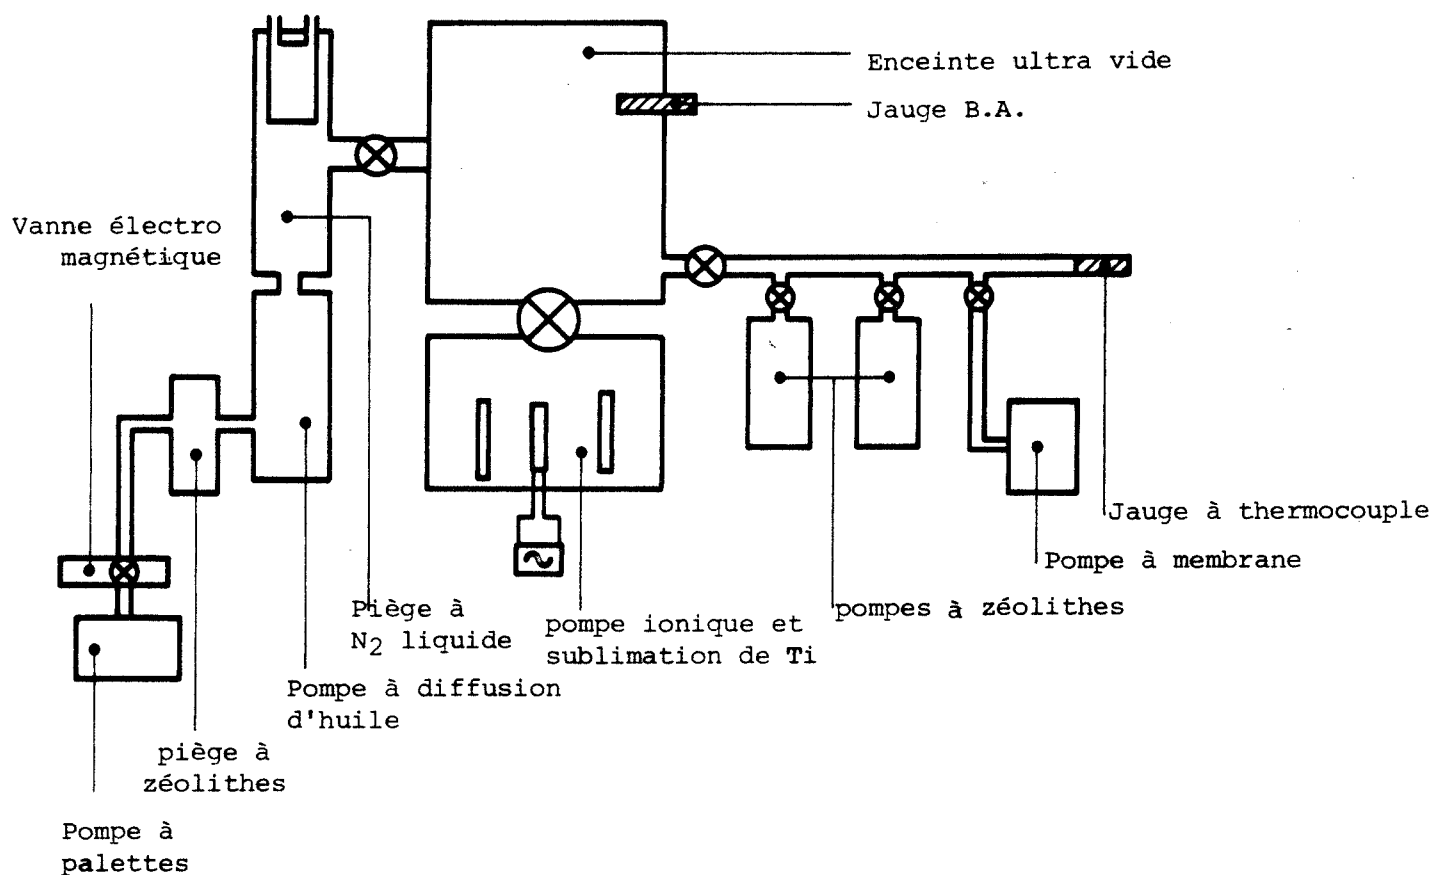 Enceinte ultra vide
Jauge B.A.
Vanne électro
magnétique
Jauge à thermocouple
Pompe à membrane
pompes à zéolithes
Piège à
N2 liquide
pompe ionique et
sublimation de Ti
Pompe à diffusion
d'huile
piège à
zéolithes
Pompe à
palettes